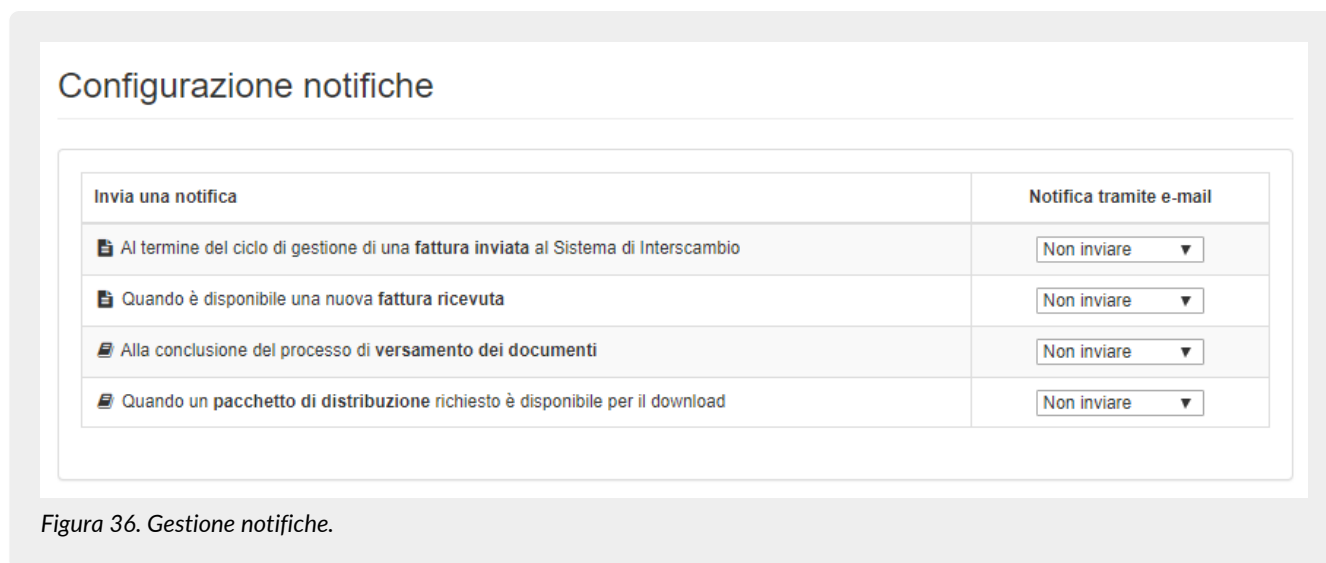 Configurazione notifiche
Invia una notifica Notifica tramite e-mail
Al termine del ciclo di gestione di una fattura inviata al Sistema di Interscambio Non inviare
Quando è disponibile una nuova fattura ricevuta Non inviare
Alla conclusione del processo di versamento dei documenti Non inviare
Quando un pacchetto di distribuzione richiesto è disponibile per il download Non inviare
Figura 36. Gestione notifiche.